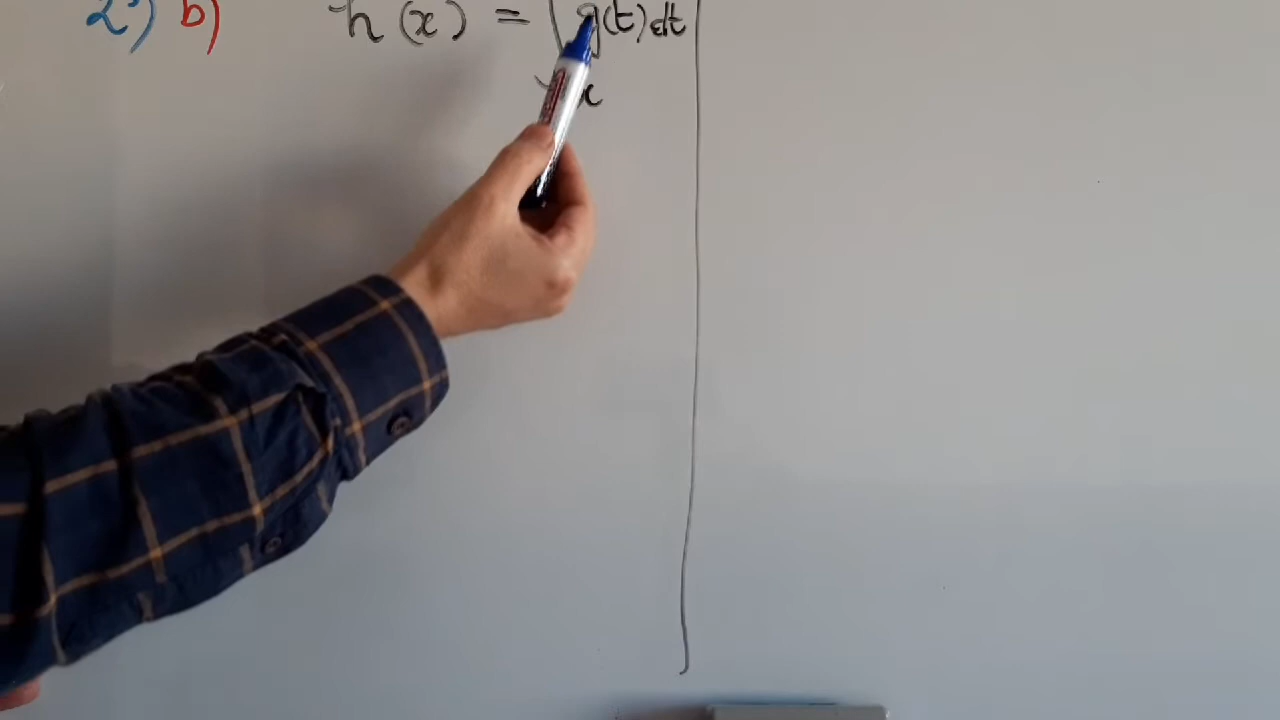 2°) b) h(x) = ∫ g(t) dt
x